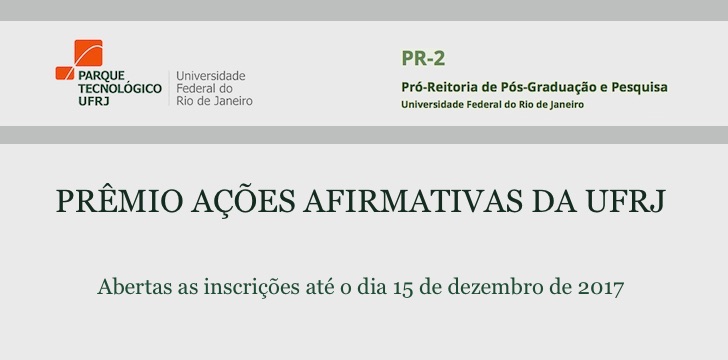 PARQUE
TECNOLÓGICO
UFRJ
Universidade
Federal do
Rio de Janeiro
PR-2
Pró-Reitoria de Pós-Graduação e Pesquisa
Universidade Federal do Rio de Janeiro
PRÊMIO AÇÕES AFIRMATIVAS DA UFRJ
Abertas as inscrições até o dia 15 de dezembro de 2017